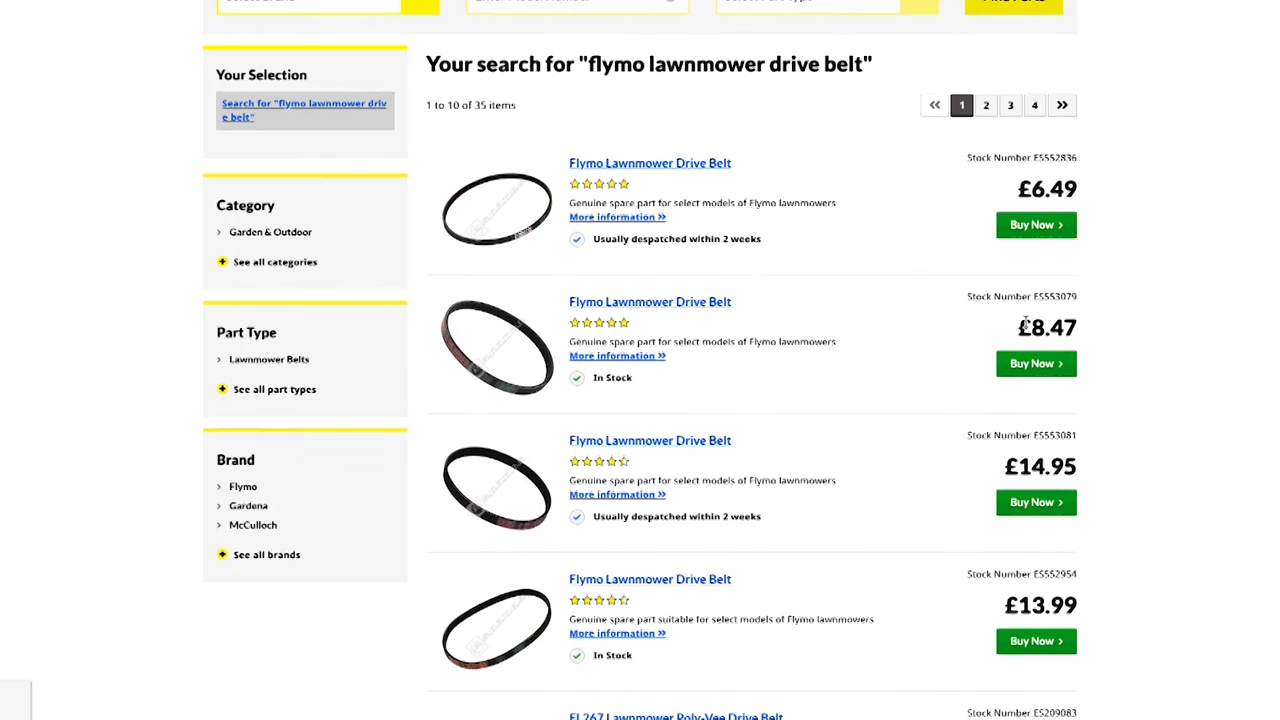 Your Selection
Search for "flymo lawnmower driv
e belt"
Category
Garden & Outdoor
See all categories
Part Type
Lawnmower Belts
See all part types
Brand
Flymo
Gardena
McCulloch
See all brands
Your search for "flymo lawnmower drive belt"
1 to 10 of 35 items
« 1 2 3 4 »
Flymo Lawnmower Drive Belt
Genuine spare part for select models of Flymo lawnmowers
More information »
Usually despatched within 2 weeks
Stock Number ES552836
£6.49
Buy Now ›
Flymo Lawnmower Drive Belt
Genuine spare part for select models of Flymo lawnmowers
More information »
In Stock
Stock Number ES553079
£8.47
Buy Now ›
Flymo Lawnmower Drive Belt
Genuine spare part for select models of Flymo lawnmowers
More information »
Usually despatched within 2 weeks
Stock Number ES553081
£14.95
Buy Now ›
Flymo Lawnmower Drive Belt
Genuine spare part suitable for select models of Flymo lawnmowers
More information »
In Stock
Stock Number ES552954
£13.99
Buy Now ›
FL267 Lawnmower Poly-Vee Drive Belt
Stock Number ES209083